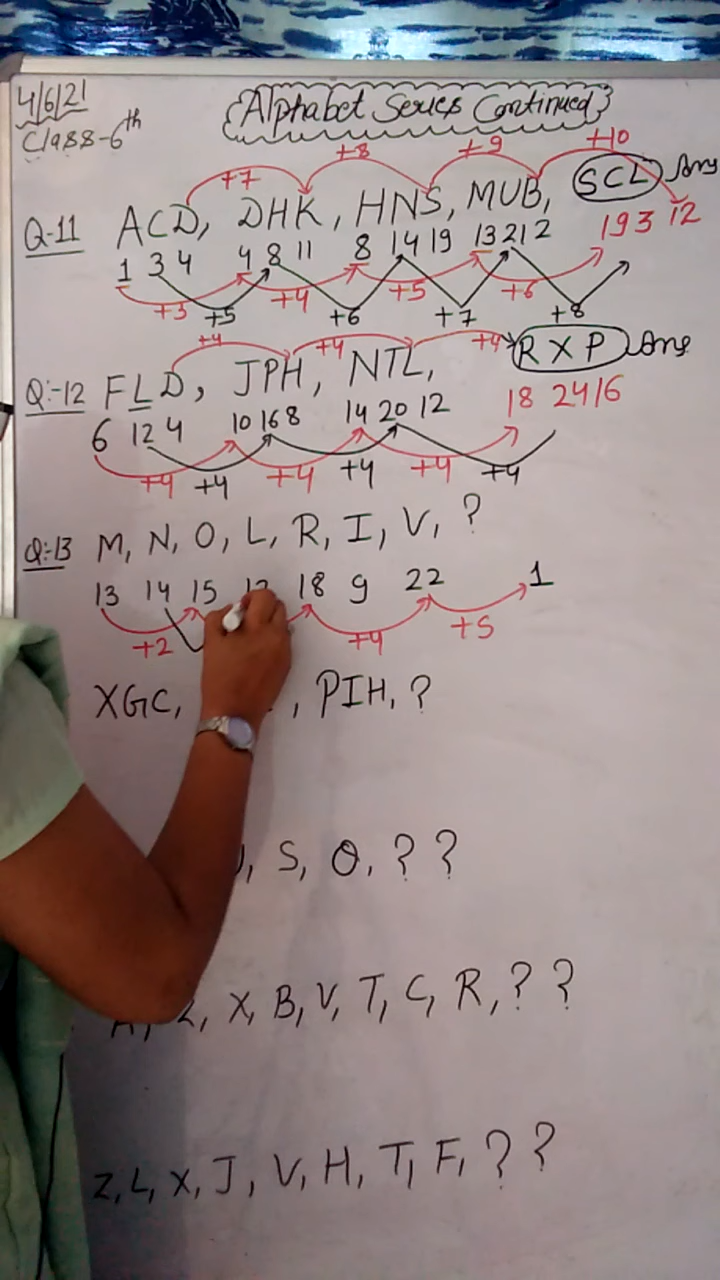 4/6/21
Class-6th
Alphabet Series Continued
+7 +8 +9 +10
Q-11 ACD, DHK, HNS, MUB, SCL Ans
1 3 4 4 8 11 8 14 19 13 21 2 19 3 12
+3 +5 +4 +6 +5 +7 +6 +8
+4 +4 +4
Q:-12 FLD, JPH, NTL, RXP Ans
6 12 4 10 16 8 14 20 12 18 24 16
+4 +4 +4 +4 +4 +4
Q:-13 M, N, O, L, R, I, V, ?
13 14 15 18 9 22 1
+2 +4 +5
XGC, , PIH, ?
, S, O, ? ?
X, B, V, T, C, R, ? ?
Z, L, X, J, V, H, T, F, ? ?